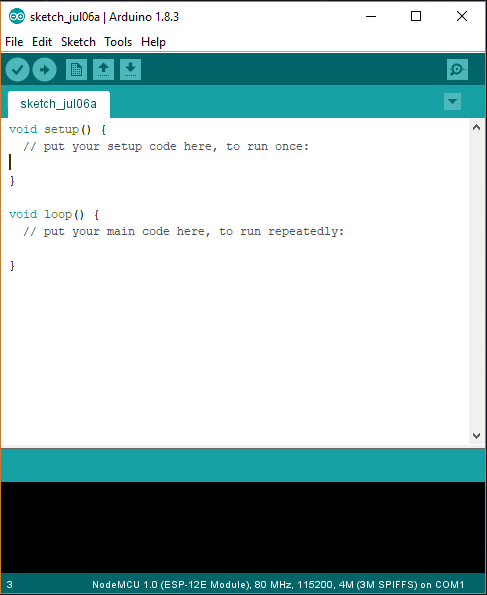 sketch_jul06a | Arduino 1.8.3
File Edit Sketch Tools Help
sketch_jul06a
void setup() {
  // put your setup code here, to run once:
}
void loop() {
  // put your main code here, to run repeatedly:
}
3 NodeMCU 1.0 (ESP-12E Module), 80 MHz, 115200, 4M (3M SPIFFS) on COM1